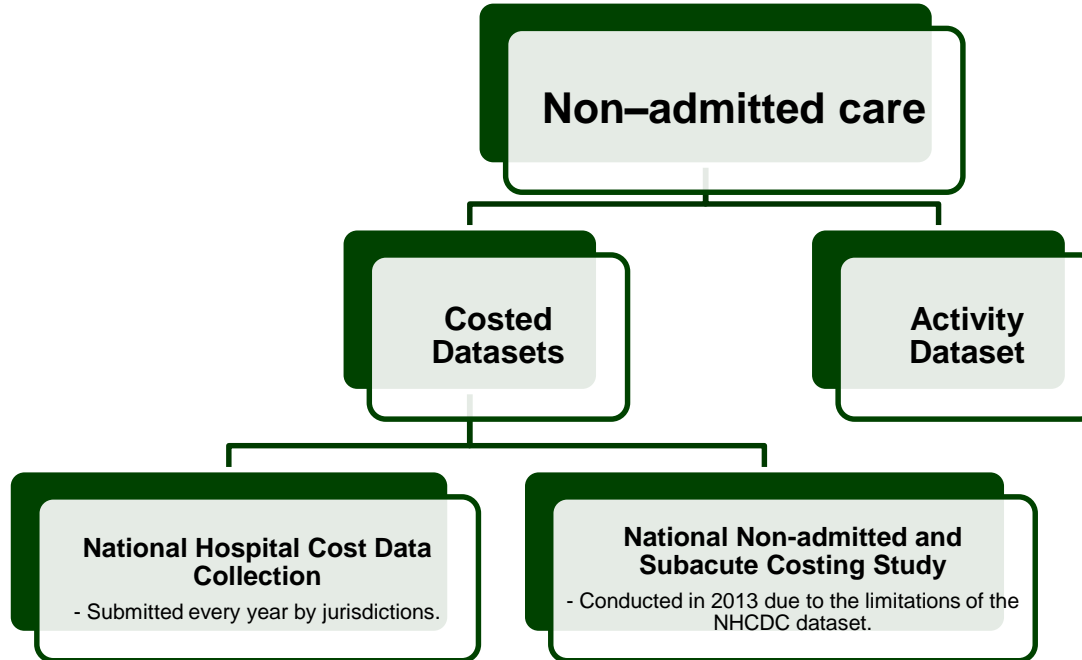 Non–admitted care
Costed
Datasets
Activity
Dataset
National Hospital Cost Data
Collection
- Submitted every year by jurisdictions.
National Non-admitted and
Subacute Costing Study
- Conducted in 2013 due to the limitations of the
NHCDC dataset.